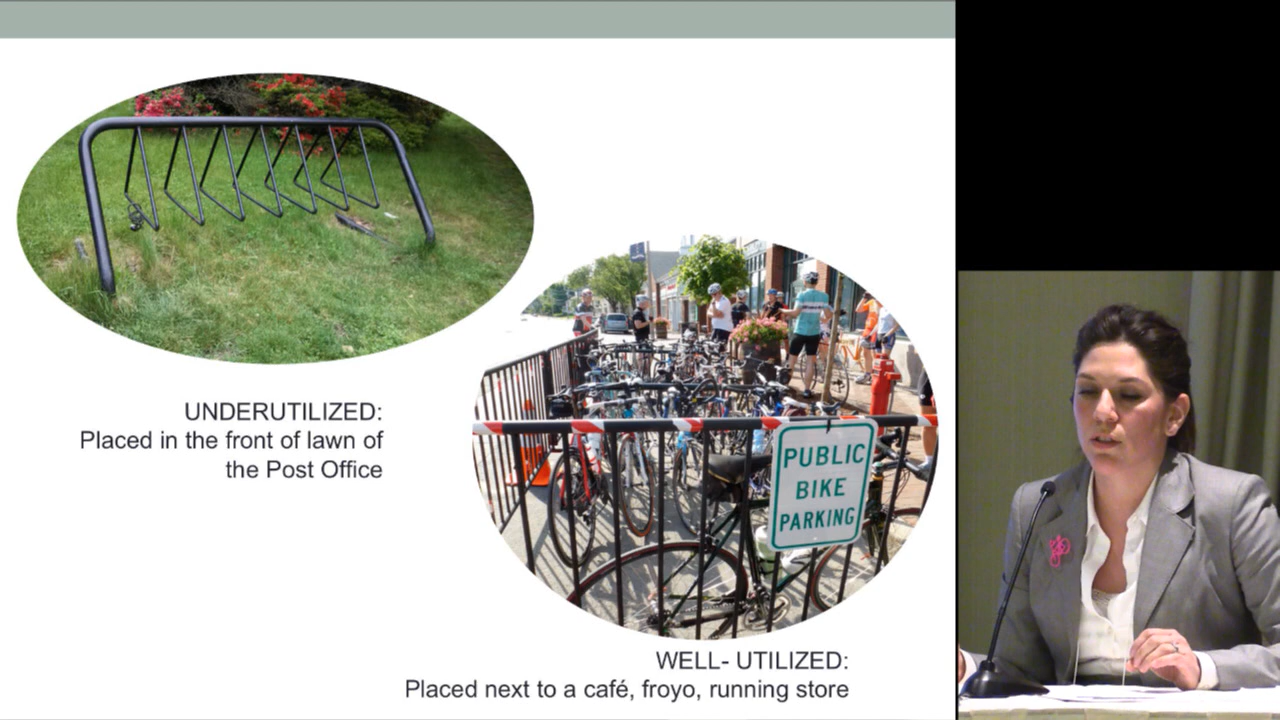 UNDERUTILIZED:
Placed in the front of lawn of
the Post Office
PUBLIC
BIKE
PARKING
WELL- UTILIZED:
Placed next to a café, froyo, running store